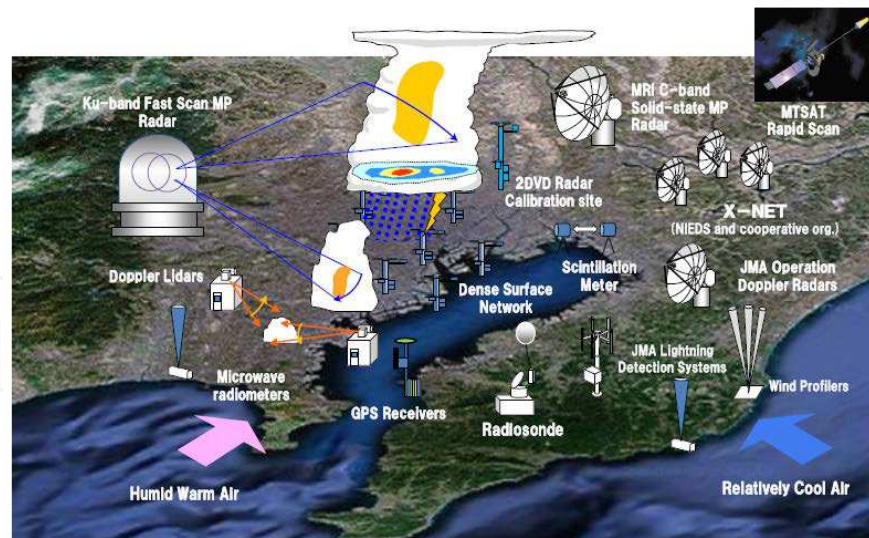 Ku-band Fast Scan MP
Radar
MRI C-band
Solid-state MP
Radar
MTSAT
Rapid Scan
2DVD Radar
Calibration site
X-NET
(NIEDS and cooperative org.)
Doppler Lidars
Dense Surface
Network
Scintillation
Meter
JMA Operation
Doppler Radars
Microwave
radiometers
GPS Receivers
Radiosonde
JMA Lightning
Detection Systems
Wind Profilers
Humid Warm Air
Relatively Cool Air